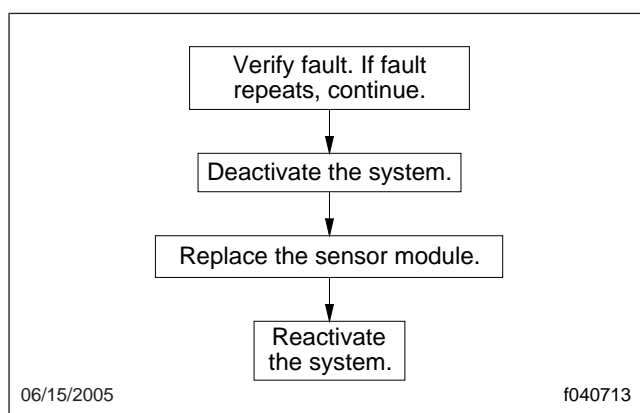 Verify fault. If fault
repeats, continue.
Deactivate the system.
Replace the sensor module.
Reactivate
the system.
06/15/2005
f040713